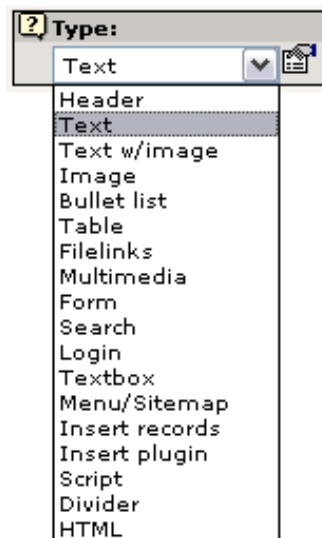 Type:
Text
Header
Text
Text w/image
Image
Bullet list
Table
Filelinks
Multimedia
Form
Search
Login
Textbox
Menu/Sitemap
Insert records
Insert plugin
Script
Divider
HTML